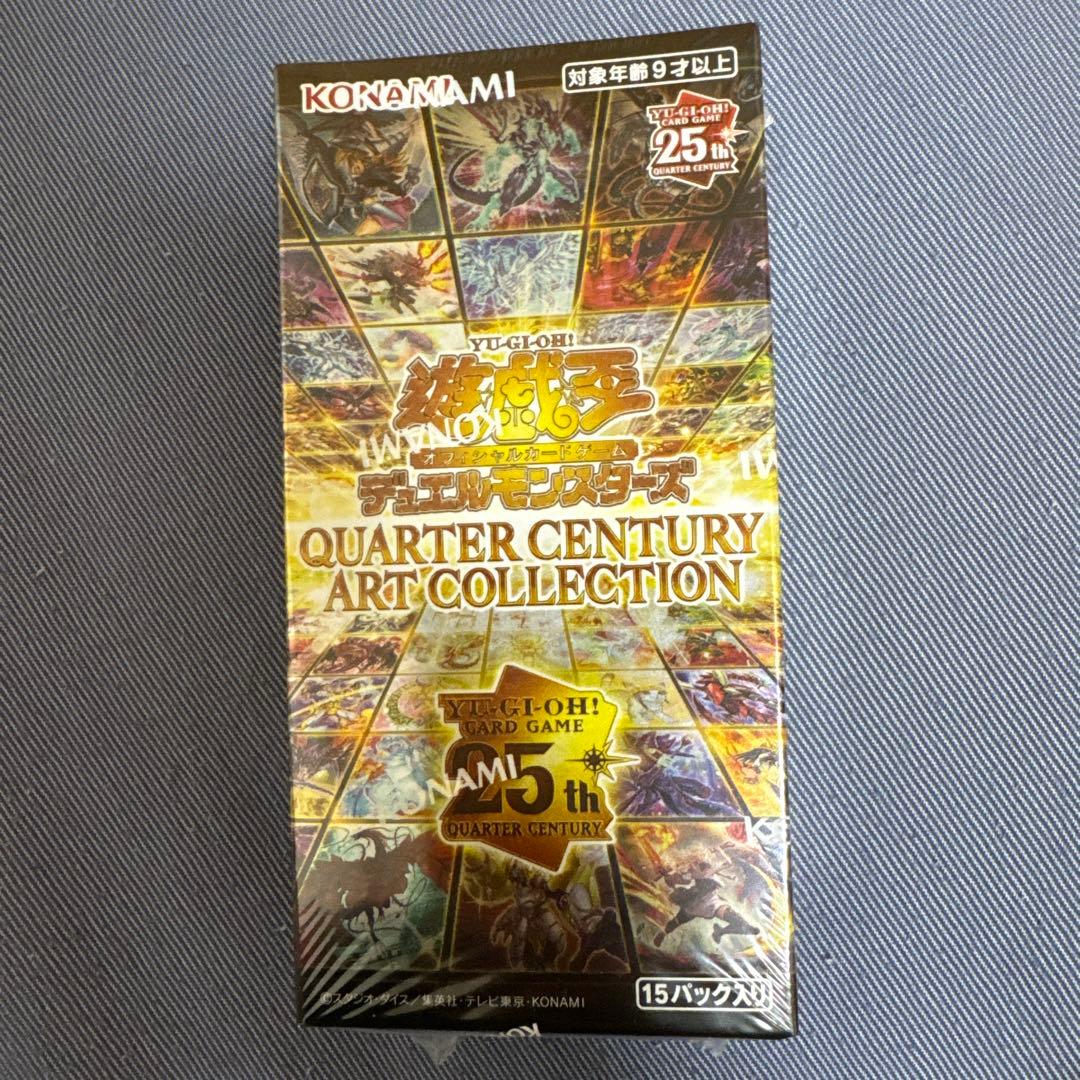 KONAMI
KONAMI
対象年齢9才以上
YU-GI-OH!
CARD GAME
25th
QUARTER CENTURY
YU-GI-OH!
遊戯王
KONAMI
オフィシャルカードゲーム
デュエルモンスターズ
QUARTER CENTURY
ART COLLECTION
YU-GI-OH!
CARD GAME
25th
KONAMI
QUARTER CENTURY
©スタジオ・ダイス/集英社・テレビ東京・KONAMI
15パック入り